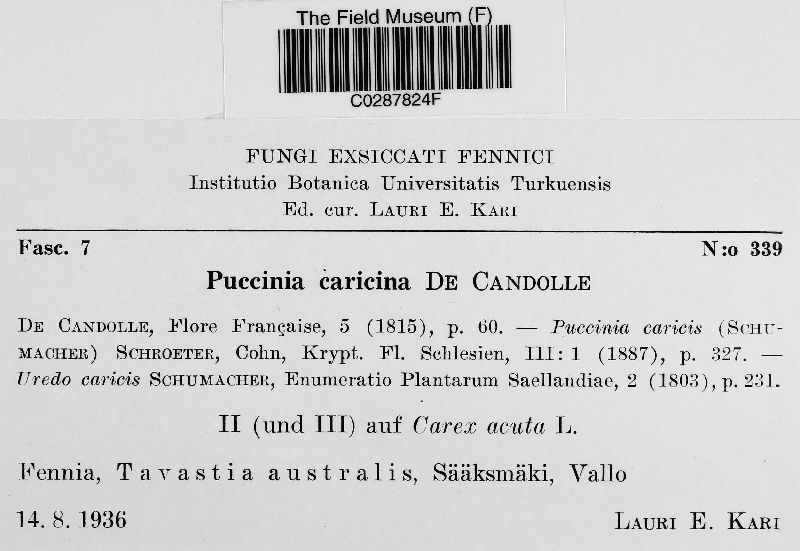 The Field Museum (F)
C0287824F
FUNGI EXSICCATI FENNICI
Institutio Botanica Universitatis Turkuensis
Ed. cur. LAURI E. KARI
Fasc. 7 N:o 339
Puccinia caricina DE CANDOLLE
DE CANDOLLE, Flore Française, 5 (1815), p. 60. — Puccinia caricis (SCHU-
MACHER) SCHROETER, Cohn, Krypt. Fl. Schlesien, III: 1 (1887), p. 327. —
Uredo caricis SCHUMACHER, Enumeratio Plantarum Saellandiae, 2 (1803), p. 231.
II (und III) auf Carex acuta L.
Fennia, Tavastia australis, Sääksmäki, Vallo
14. 8. 1936 LAURI E. KARI